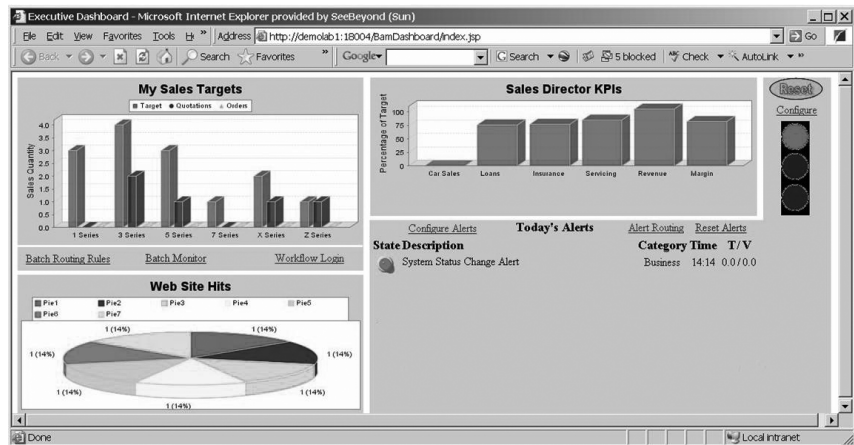 Executive Dashboard - Microsoft Internet Explorer provided by SeeBeyond (Sun)
File Edit View Favorites Tools Address http://demolab1:18004/BamDashboard/index.jsp Go
Back Search Favorites Google Search 5 blocked Check AutoLink
My Sales Targets
Target Quotations Orders
Sales Quantity
4.0
3.5
3.0
2.5
2.0
1.5
1.0
0.5
0.0
1 Series 3 Series 5 Series 7 Series X Series Z Series
Batch Routing Rules Batch Monitor Workflow Login
Web Site Hits
Pie1 Pie2 Pie3 Pie4 Pie5
Pie6 Pie7
1 (14%) 1 (14%)
1 (14%) 1 (14%)
1 (14%) 1 (14%)
1 (14%)
Sales Director KPIs
Percentage of Target
100
75
50
25
0
Car Sales Loans Insurance Servicing Revenue Margin
Reset
Configure
Configure Alerts Today's Alerts Alert Routing Reset Alerts
State Description Category Time T/V
System Status Change Alert Business 14:14 0.0/0.0
Done Local intranet